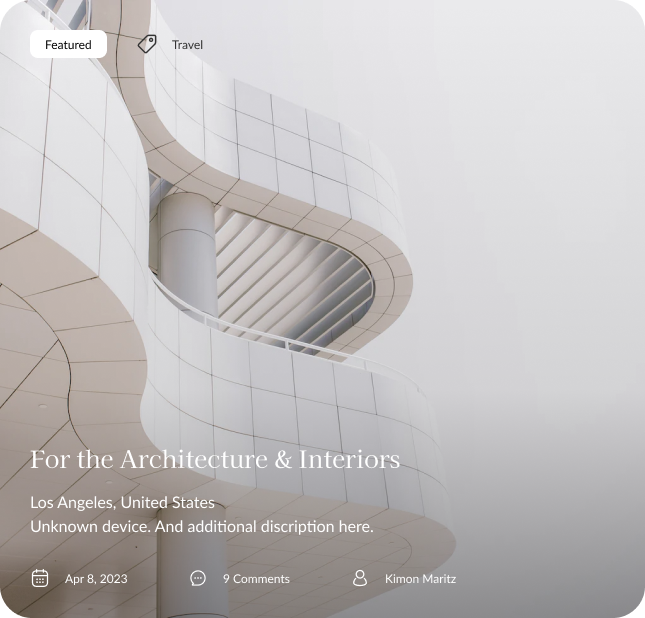 Featured
Travel
For the Architecture & Interiors
Los Angeles, United States
Unknown device. And additional discription here.
Apr 8, 2023
9 Comments
Kimon Maritz